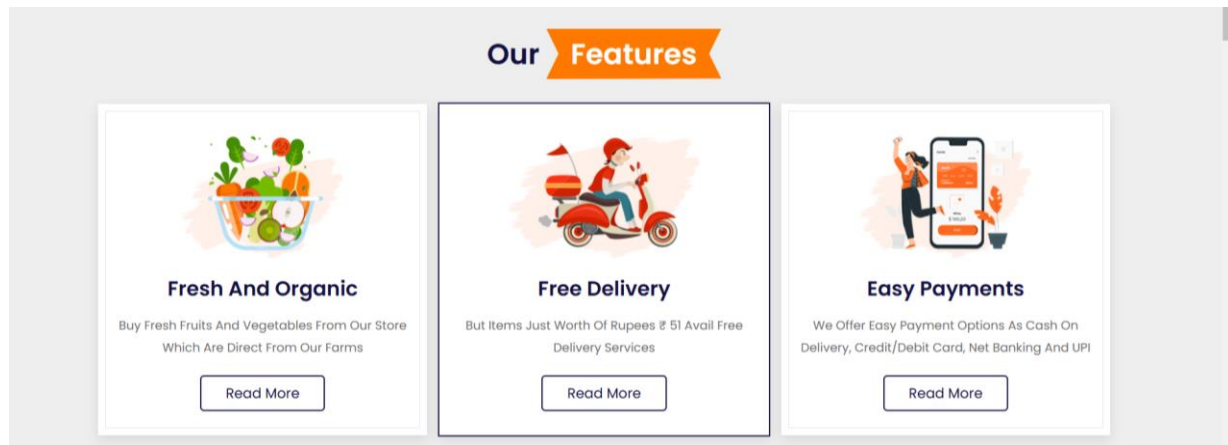 Our Features
Fresh And Organic
Buy Fresh Fruits And Vegetables From Our Store
Which Are Direct From Our Farms
Read More
Free Delivery
But Items Just Worth Of Rupees ₹ 51 Avail Free
Delivery Services
Read More
Easy Payments
We Offer Easy Payment Options As Cash On
Delivery, Credit/Debit Card, Net Banking And UPI
Read More